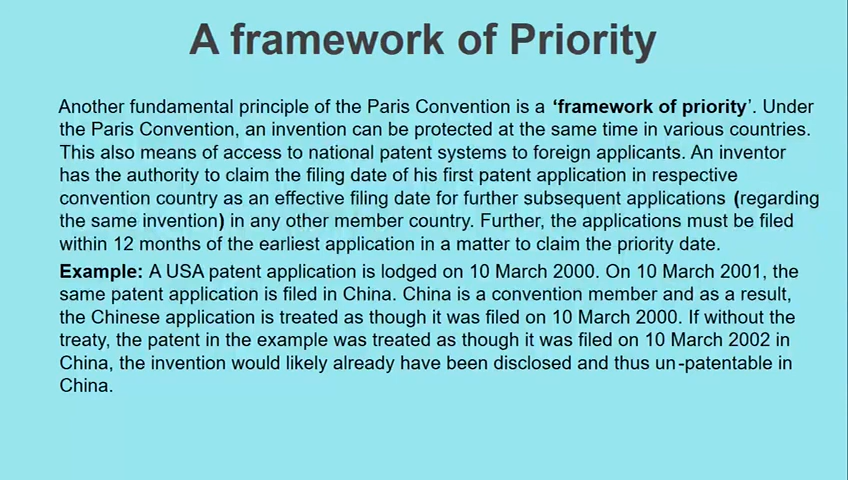 A framework of Priority
Another fundamental principle of the Paris Convention is a ‘framework of priority’. Under
the Paris Convention, an invention can be protected at the same time in various countries.
This also means of access to national patent systems to foreign applicants. An inventor
has the authority to claim the filing date of his first patent application in respective
convention country as an effective filing date for further subsequent applications (regarding
the same invention) in any other member country. Further, the applications must be filed
within 12 months of the earliest application in a matter to claim the priority date.
Example: A USA patent application is lodged on 10 March 2000. On 10 March 2001, the
same patent application is filed in China. China is a convention member and as a result,
the Chinese application is treated as though it was filed on 10 March 2000. If without the
treaty, the patent in the example was treated as though it was filed on 10 March 2002 in
China, the invention would likely already have been disclosed and thus un-patentable in
China.